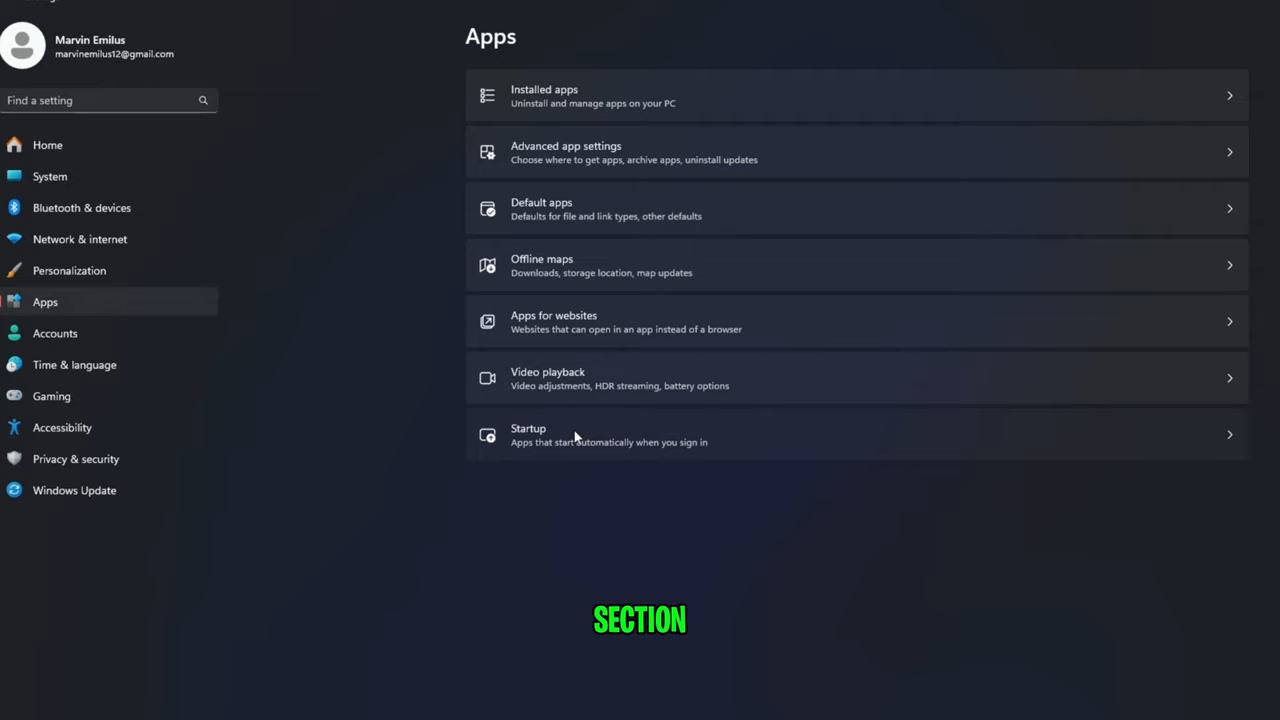 Marvin Emilus
marvinemilus12@gmail.com
Find a setting
Home
System
Bluetooth & devices
Network & internet
Personalization
Apps
Accounts
Time & language
Gaming
Accessibility
Privacy & security
Windows Update
Apps
Installed apps
Uninstall and manage apps on your PC
Advanced app settings
Choose where to get apps, archive apps, uninstall updates
Default apps
Defaults for file and link types, other defaults
Offline maps
Downloads, storage location, map updates
Apps for websites
Websites that can open in an app instead of a browser
Video playback
Video adjustments, HDR streaming, battery options
Startup
Apps that start automatically when you sign in
SECTION